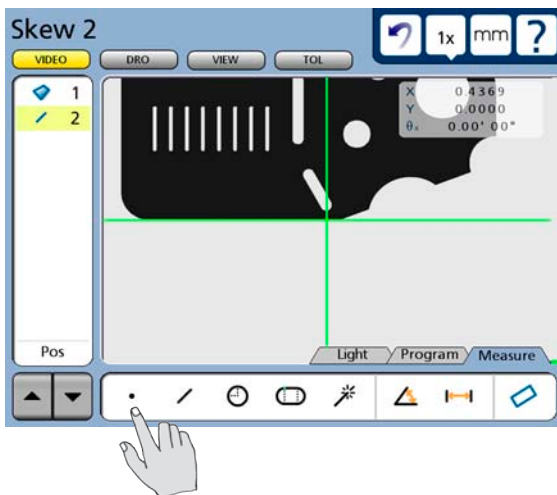 Skew 2
1x mm ?
VIDEO DRO VIEW TOL
1
2
X 0.4369
Y 0.0000
θx 0.00' 00"
Pos
Light Program Measure